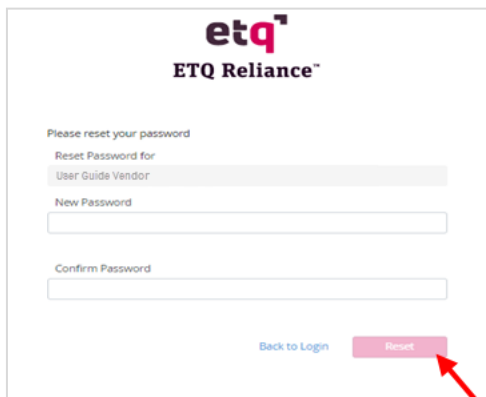 etq
ETQ Reliance™
Please reset your password
Reset Password for
User Guide Vendor
New Password
Confirm Password
Back to Login Reset